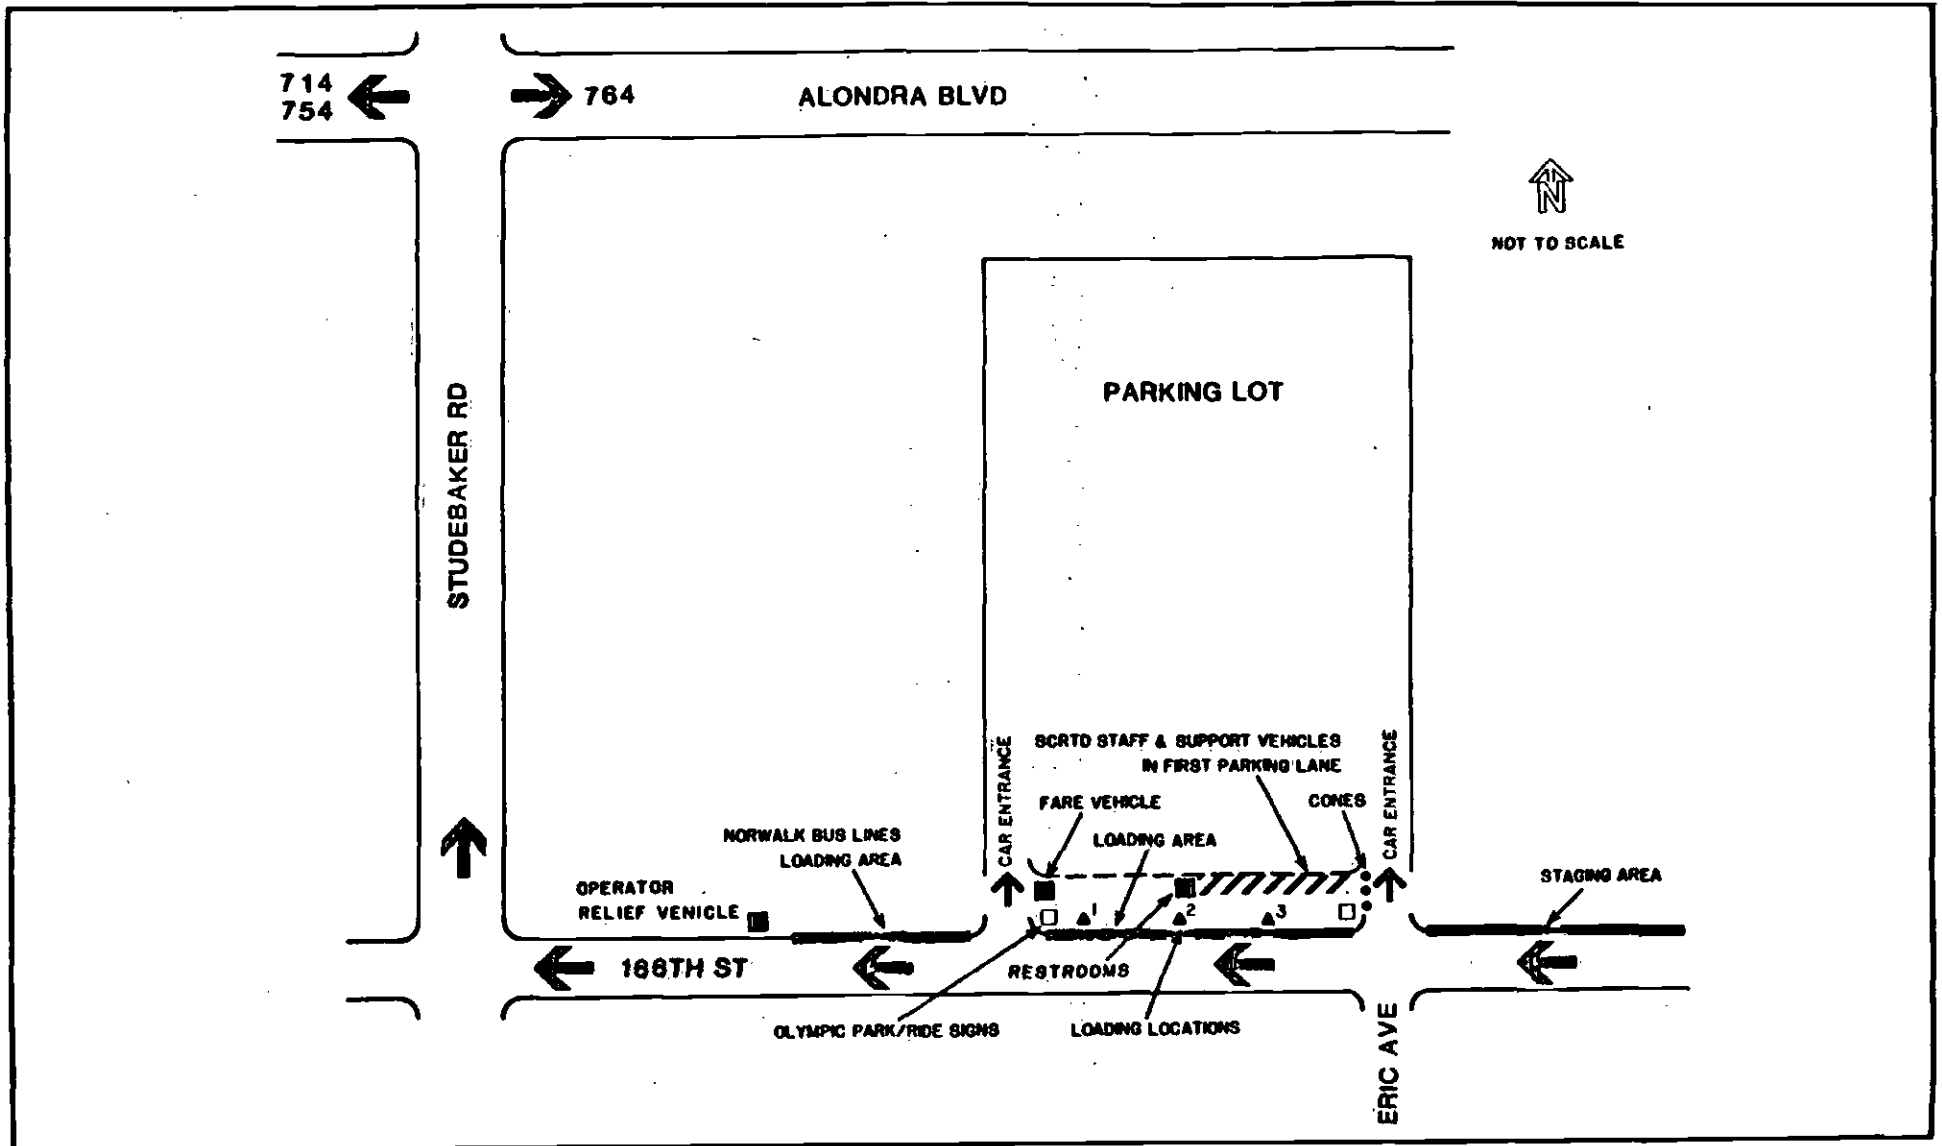 714
754
764
ALONDRA BLVD
N
NOT TO SCALE
STUDEBAKER RD
PARKING LOT
CAR ENTRANCE
SCRTD STAFF & SUPPORT VEHICLES
IN FIRST PARKING LANE
CAR ENTRANCE
FARE VEHICLE
CONES
NORWALK BUS LINES
LOADING AREA
LOADING AREA
OPERATOR
RELIEF VENICLE
STAGING AREA
1
2
3
166TH ST
RESTROOMS
OLYMPIC PARK/RIDE SIGNS
LOADING LOCATIONS
ERIC AVE